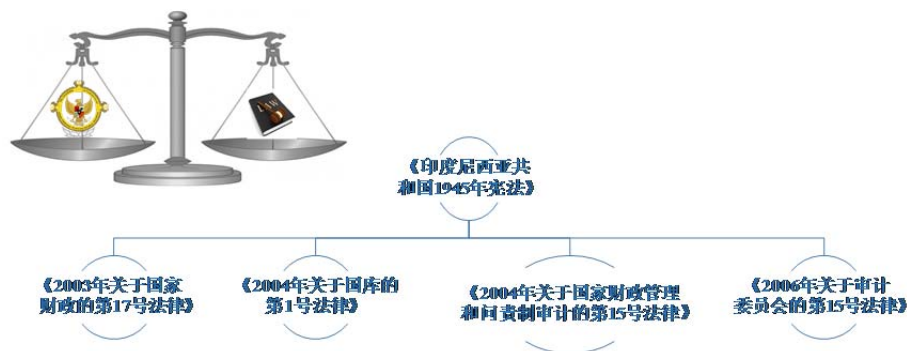 LAW
《印度尼西亚共
和国1945年宪法》
《2003年关于国家
财政的第17号法律》
《2004年关于国库的
第1号法律》
《2004年关于国家财政管理
和问责制审计的第15号法律》
《2006年关于审计
委员会的第15号法律》